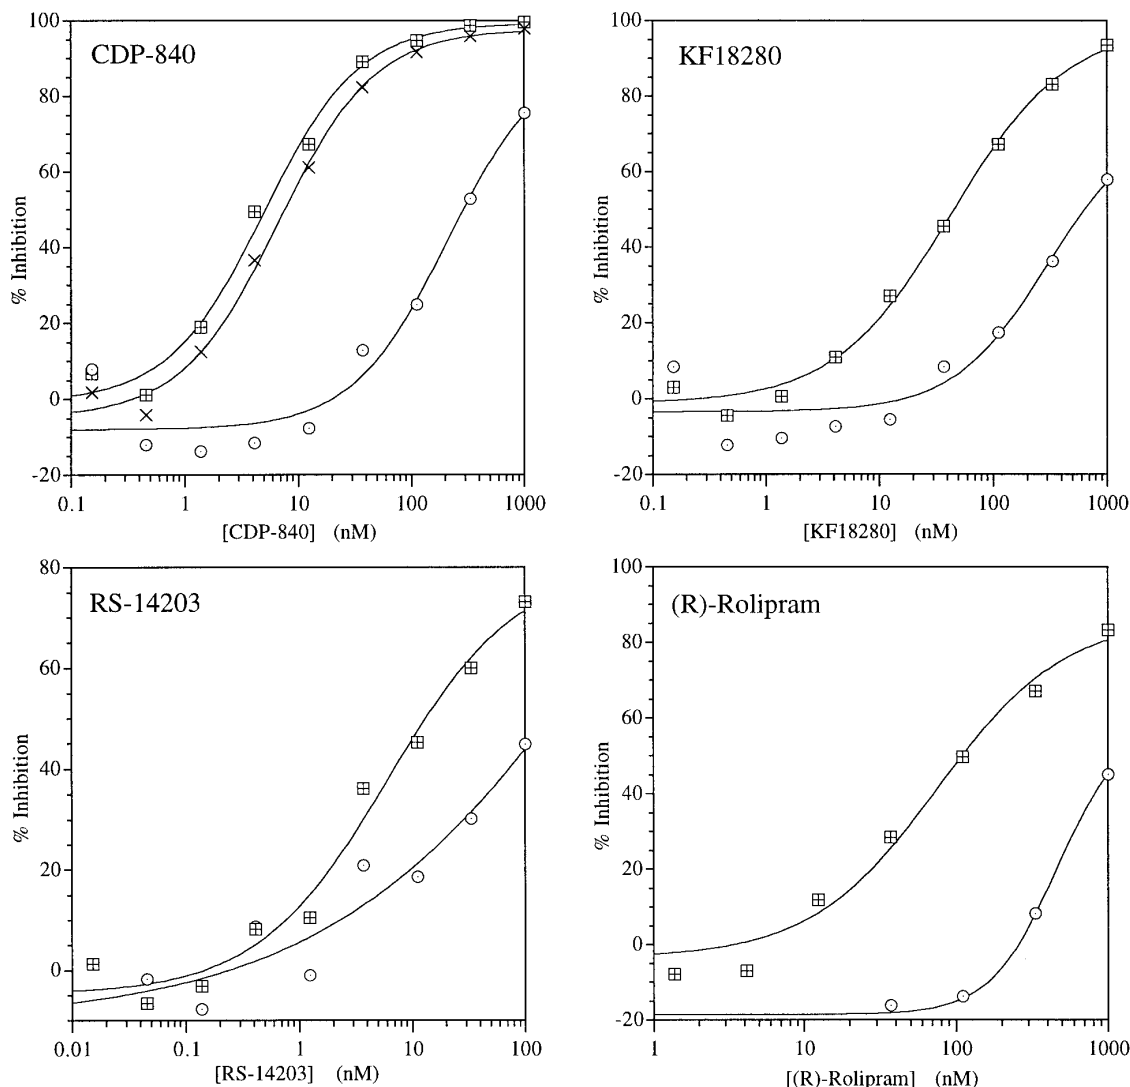 100
80
60
40
20
0
-20
% Inhibition
CDP-840
0.1 1 10 100 1000
[CDP-840] (nM)
100
80
60
40
20
0
-20
% Inhibition
KF18280
0.1 1 10 100 1000
[KF18280] (nM)
80
60
40
20
0
% Inhibition
RS-14203
0.01 0.1 1 10 100
[RS-14203] (nM)
100
80
60
40
20
0
-20
% Inhibition
(R)-Rolipram
1 10 100 1000
[(R)-Rolipram] (nM)